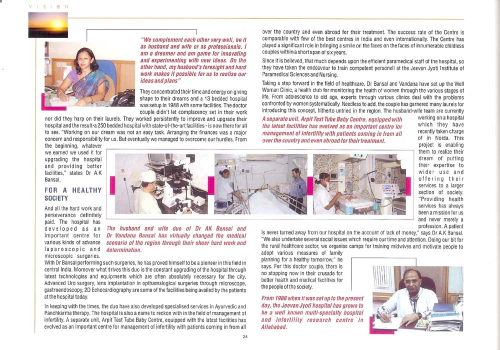 VISION
"We complement each other very well, be it
as husband and wife or as professionals. I
am a dreamer and am game for innovating
and experimenting with new ideas. On the
other hand, my husband's foresight and hard
work makes it possible for us to realize our
ideas and plans"
They concentrated their time and energy on giving
shape to their dreams and a '13 bedded hospital
was setup in 1988 with some facilities. The doctor
couple didn't let complacency set in their work
nor did they harp on their laurels. They worked persistently to improve and upgrade their
hospital and the result-a 250 bedded hospital with state-of-the-art facilities - is now there for all
to see. "Working on our dream was not an easy task. Arranging the finances was a major
concern and responsibility for us. But eventually we managed to overcome our hurdles. From
the beginning, whatever
we earned we used it for
upgrading the hospital
and providing better
facilities," states Dr A K
Bansal.
FOR A HEALTHY
SOCIETY
And all the hard work and
perseverance definitely
paid. The hospital has
developed as an
important centre for
various kinds of advance
laparoscopic and
microscopic surgeries.
The husband and wife due of Dr AK Bansal and
Dr Vandana Bansal has virtually changed the medical
scenario of the region through their sheer hard work and
determination.
With Dr Bansal performing such surgeries, he has proved himself to be a pioneer in this field in
central India. Moreover what drives this duo is the constant upgrading of the hospital through
latest technologies and equipments which are often absolutely necessary for the city.
Advanced Uro surgery, lens implantation in opthamological surgeries through microscope,
gastroendoscopy, 2D Echocardiography are some of the facilities being availed by the patients
at the hospital today.
In keeping with the times, the duo have also developed specialised services in Ayurvedic and
Panchkarma therapy. The hospital is also a name to reckon with in the field of management of
infertility. A separate unit, Arpit Test Tube Baby Centre, equipped with the latest facilities has
evolved as an important centre for management of infertility with patients coming in from all
over the country and even abroad for their treatment. The success rate of the Centre is
comparable with few of the best centres in India and even internationally. The Centre has
played a significant role in bringing a smile on the faces on the faces of innumerable childless
couples within a short span of its existence.
Since it is believed, that much depends upon the efficient paramedical staff of the hospital, so
they have taken the endeavour to train competent personnel at the Jeevan Jyoti Institute of
Paramedical Sciences and Nursing.
Taking a step forward in the field of healthcare, Dr Bansal and Vandana have set up the Well
Woman Clinic, a health club for monitoring the health of women through the various stages of
life. From adolescence to old age, experts through various clinics deal with the problems
confronted by women systematically. Needless to add, the couple has garnered many laurels for
introducing this concept, hitherto untried in the region. The husband-wife team are currently
A separate unit, Arpit Test Tube Baby Centre, equipped with
the latest facilities has evolved as an important centre for
management of infertility with patients coming in from all
over the country and even abroad for their treatment.
working on a hospital
which they have
recently taken charge
of in Noida. This
project is enabling
them to realize their
dream of putting
their expertise to
wider use and
offering their
services to a larger
section of society.
"Providing health
services has always
been a mission for us
and never merely a
profession. A patient
is never turned away from our hospital on the account of lack of money," says Dr A.K Bansal.
"We also undertake several social issues which require our time and attention. Doing our bit for
the rural healthcare sector, we organise camps for training midwives and motivate people to
adopt various measures of family
planning for a healthy tomorrow," he
says. For this doctor couple, there is
no stopping now in their crusade for
better health and medical facilities for
the people of the society.
From 1988 when it was set up to the present
day, the Jeevan Jyoti hospital has grown to
be a well known multi-speciality hospital
and infertility research centre in
Allahabad.
24